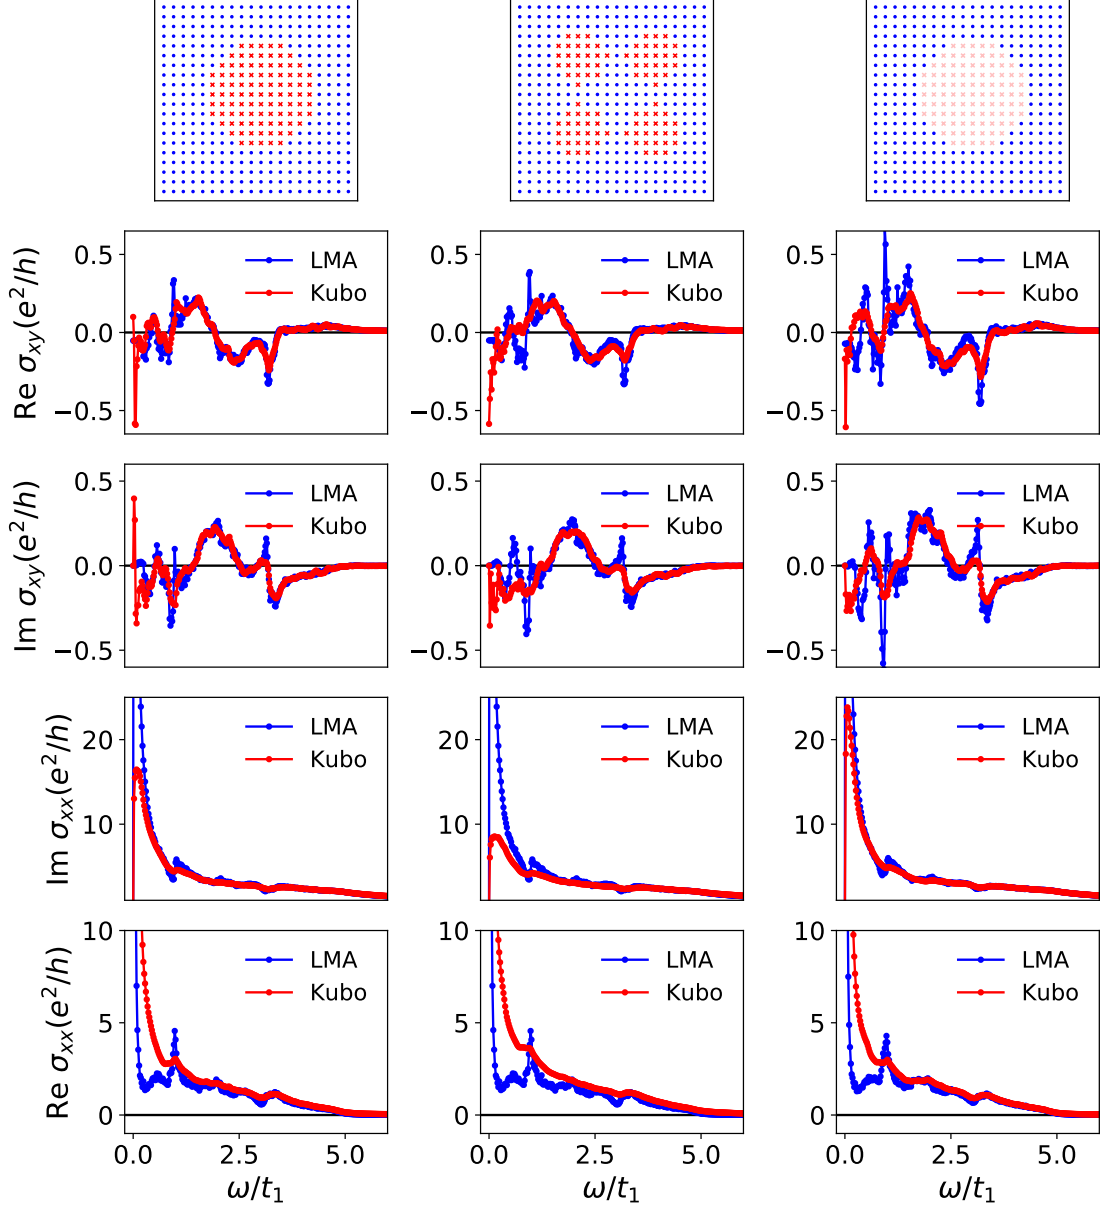 Re σxy(e²/h)
0.5
0.0
−0.5
LMA
Kubo
0.5
0.0
−0.5
LMA
Kubo
0.5
0.0
−0.5
LMA
Kubo
Im σxy(e²/h)
0.5
0.0
−0.5
LMA
Kubo
0.5
0.0
−0.5
LMA
Kubo
0.5
0.0
−0.5
LMA
Kubo
Im σxx(e²/h)
20
10
LMA
Kubo
20
10
LMA
Kubo
20
10
LMA
Kubo
Re σxx(e²/h)
10
5
0
LMA
Kubo
10
5
0
LMA
Kubo
10
5
0
LMA
Kubo
0.0 2.5 5.0
0.0 2.5 5.0
0.0 2.5 5.0
ω/t₁
ω/t₁
ω/t₁